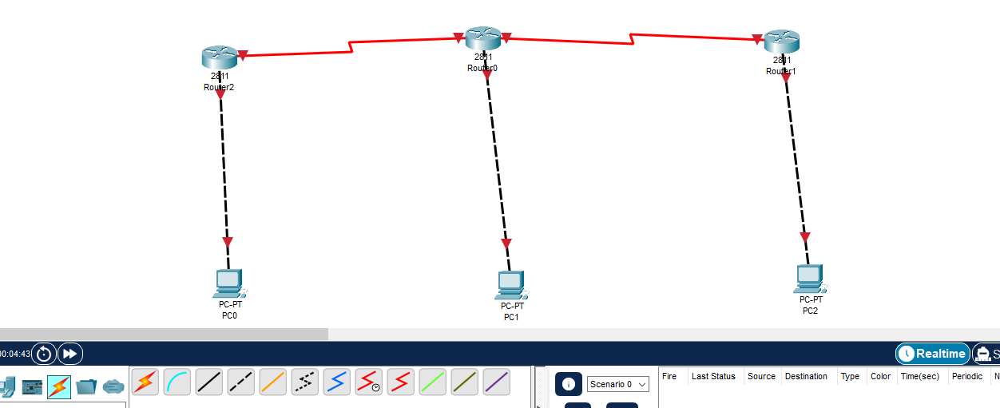 2811
Router2
2811
Router0
2811
Router1
PC-PT
PC0
PC-PT
PC1
PC-PT
PC2
00:04:43
Realtime
S
Scenario 0
Fire Last Status Source Destination Type Color Time(sec) Periodic N